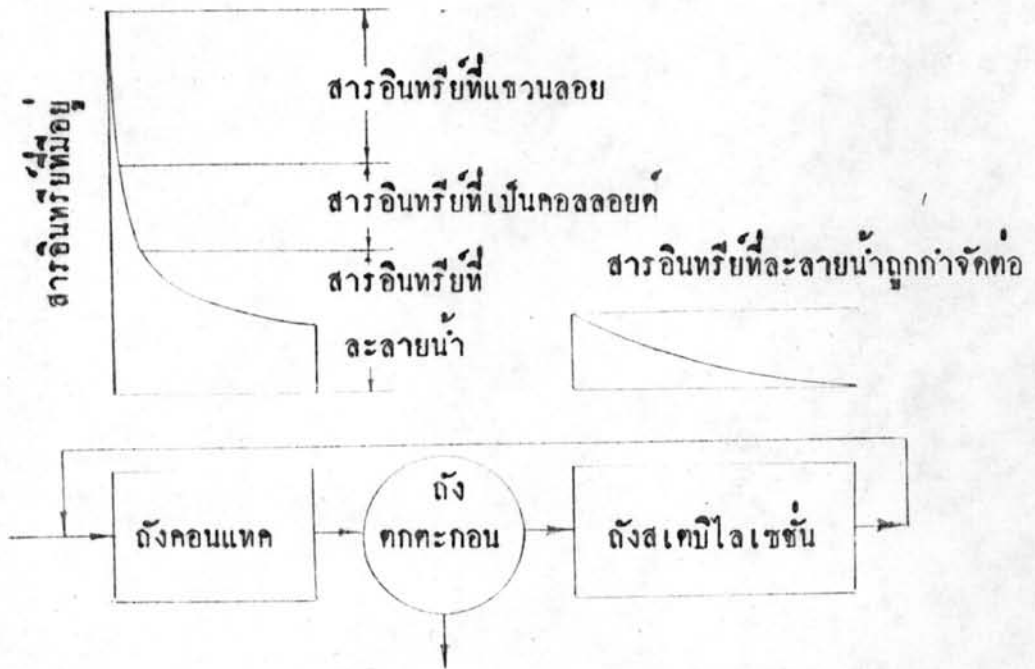 สารอินทรีย์ที่มีอยู่
สารอินทรีย์ที่แขวนลอย
สารอินทรีย์ที่เป็นคอลลอยด์
สารอินทรีย์ที่
ละลายน้ำ
สารอินทรีย์ที่ละลายน้ำถูกกำจัดต่อ
ถังคอนแทค
ถัง
ตกตะกอน
ถังสเตบิไลเซชั่น